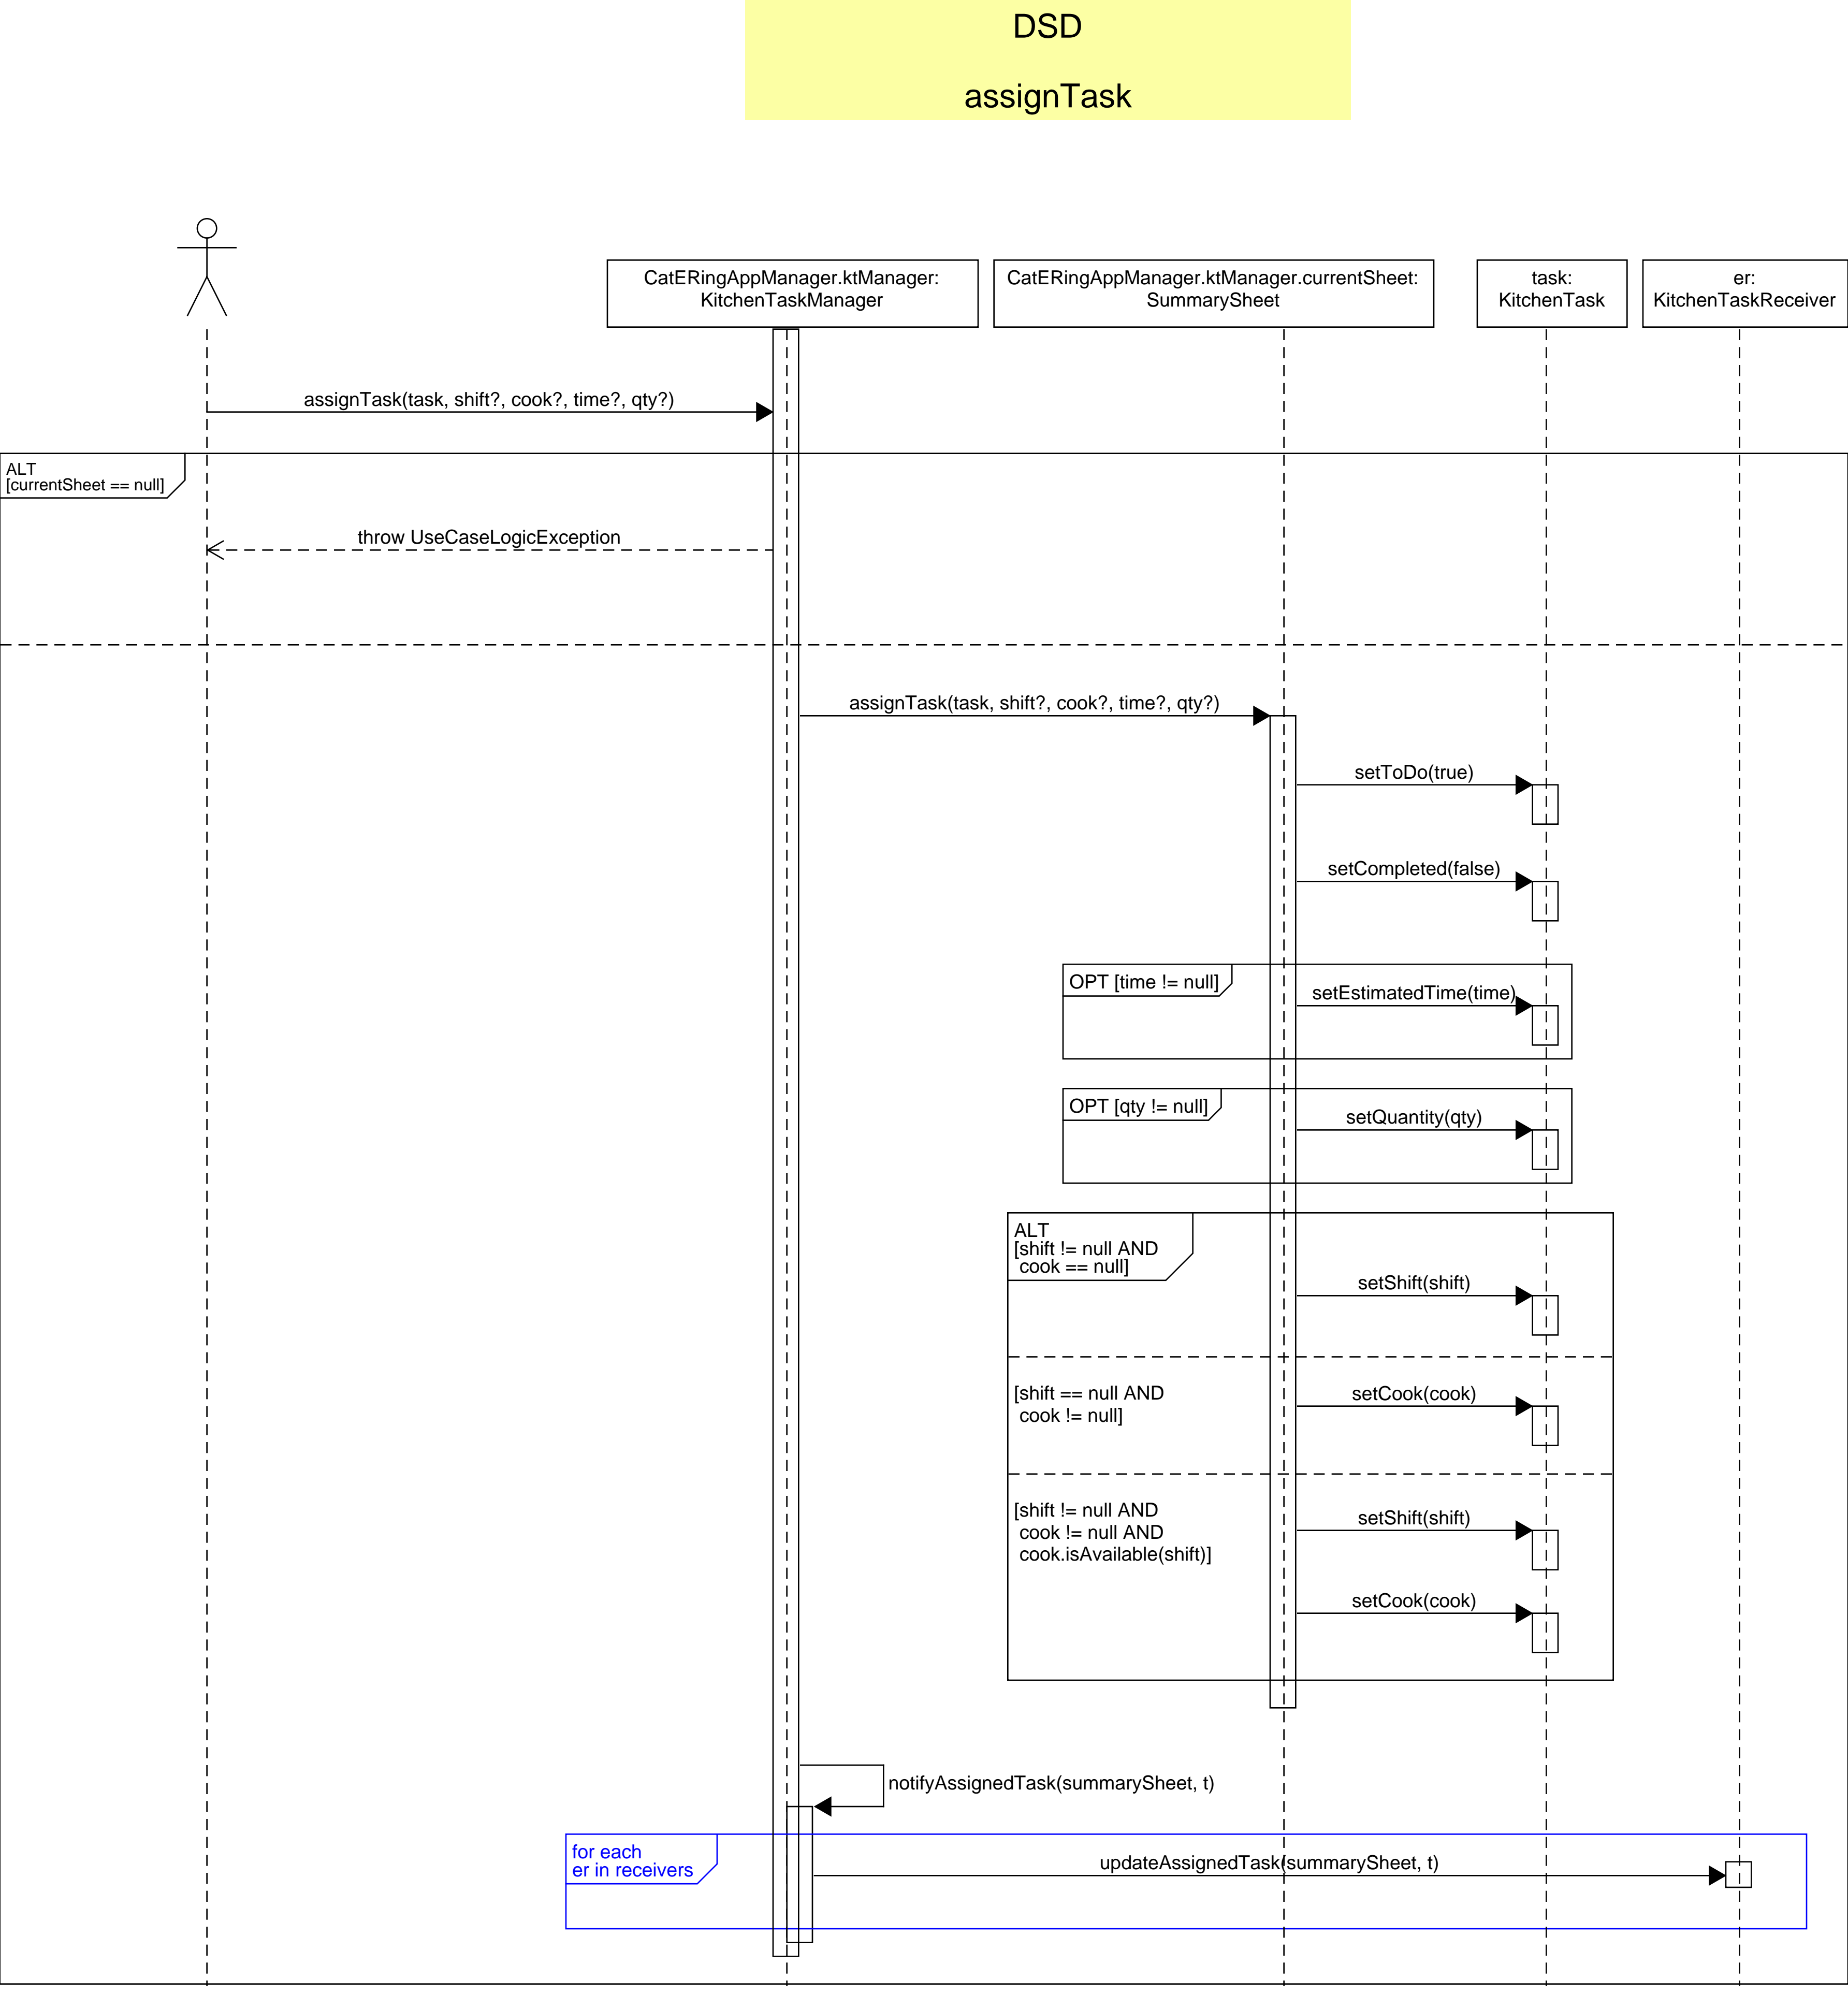 DSD
assignTask
CatERingAppManager.ktManager:
KitchenTaskManager
CatERingAppManager.ktManager.currentSheet:
SummarySheet
task:
KitchenTask
er:
KitchenTaskReceiver
assignTask(task, shift?, cook?, time?, qty?)
ALT
[currentSheet == null]
throw UseCaseLogicException
assignTask(task, shift?, cook?, time?, qty?)
setToDo(true)
setCompleted(false)
OPT [time != null]
setEstimatedTime(time)
OPT [qty != null]
setQuantity(qty)
ALT
[shift != null AND
cook == null]
setShift(shift)
[shift == null AND
cook != null]
setCook(cook)
[shift != null AND
cook != null AND
cook.isAvailable(shift)]
setShift(shift)
setCook(cook)
notifyAssignedTask(summarySheet, t)
for each
er in receivers
updateAssignedTask(summarySheet, t)